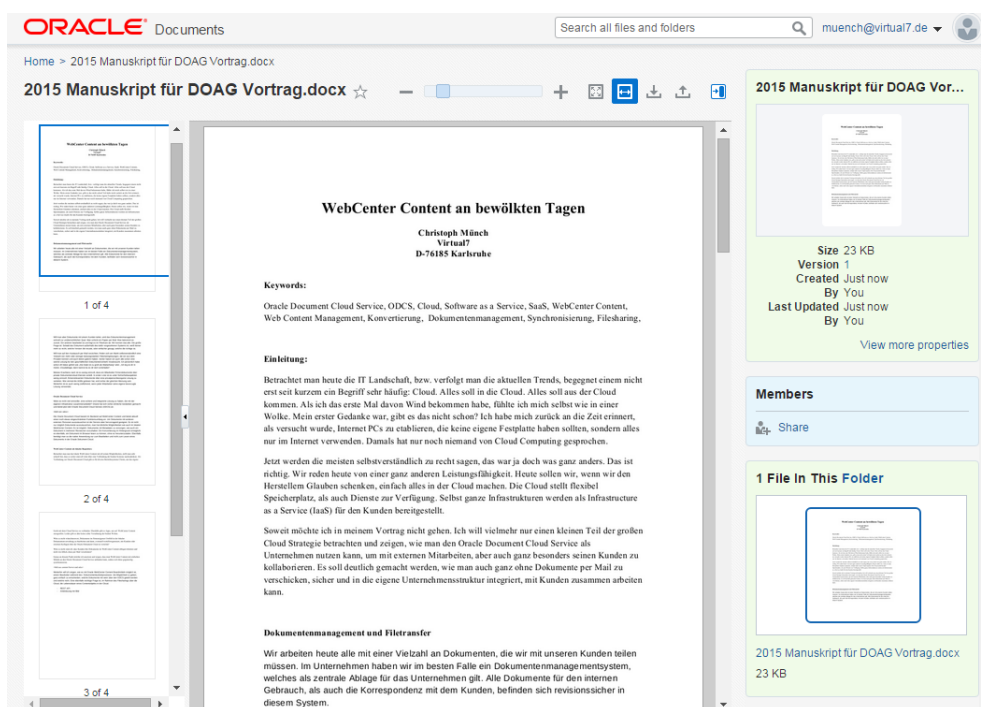 ORACLE® Documents
Search all files and folders
muench@virtual7.de
Home > 2015 Manuskript für DOAG Vortrag.docx
2015 Manuskript für DOAG Vortrag.docx
1 of 4
2 of 4
3 of 4
WebCenter Content an bewölkten Tagen
Christoph Münch
Virtual7
D-76185 Karlsruhe
Keywords:
Oracle Document Cloud Service, ODCS, Cloud, Software as a Service, SaaS, WebCenter Content,
Web Content Management, Konvertierung, Dokumentenmanagement, Synchronisierung, Filesharing,
Einleitung:
Betrachtet man heute die IT Landschaft, bzw. verfolgt man die aktuellen Trends, begegnet einem nicht
erst seit kurzem ein Begriff sehr häufig: Cloud. Alles soll in die Cloud. Alles soll aus der Cloud
kommen. Als ich das erste Mal davon Wind bekommen habe, fühlte ich mich selbst wie in einer
Wolke. Mein erster Gedanke war, gibt es das nicht schon? Ich habe mich zurück an die Zeit erinnert,
als versucht wurde, Internet PCs zu etablieren, die keine eigene Festplatte haben sollten, sondern alles
nur im Internet verwenden. Damals hat nur noch niemand von Cloud Computing gesprochen.
Jetzt werden die meisten selbstverständlich zu recht sagen, das war ja doch was ganz anders. Das ist
richtig. Wir reden heute von einer ganz anderen Leistungsfähigkeit. Heute sollen wir, wenn wir den
Herstellern Glauben schenken, einfach alles in der Cloud machen. Die Cloud stellt flexibel
Speicherplatz, als auch Dienste zur Verfügung. Selbst ganze Infrastrukturen werden als Infrastructure
as a Service (IaaS) für den Kunden bereitgestellt.
Soweit möchte ich in meinem Vortrag nicht gehen. Ich will vielmehr nur einen kleinen Teil der großen
Cloud Strategie betrachten und zeigen, wie man den Oracle Document Cloud Service als
Unternehmen nutzen kann, um mit externen Mitarbeiten, aber auch ganz besonders seinen Kunden zu
kollaborieren. Es soll deutlich gemacht werden, wie man auch ganz ohne Dokumente per Mail zu
verschicken, sicher und in die eigene Unternehmensstruktur integriert, mit Kunden zusammen arbeiten
kann.
Dokumentenmanagement und Filetransfer
Wir arbeiten heute alle mit einer Vielzahl an Dokumenten, die wir mit unseren Kunden teilen
müssen. Im Unternehmen haben wir im besten Falle ein Dokumentenmanagementsystem,
welches als zentrale Ablage für das Unternehmen gilt. Alle Dokumente für den internen
Gebrauch, als auch die Korrespondenz mit dem Kunden, befinden sich revisionssicher in
diesem System.
2015 Manuskript für DOAG Vor...
Size 23 KB
Version 1
Created Just now
By You
Last Updated Just now
By You
View more properties
Members
Share
1 File In This Folder
2015 Manuskript für DOAG Vortrag.docx
23 KB